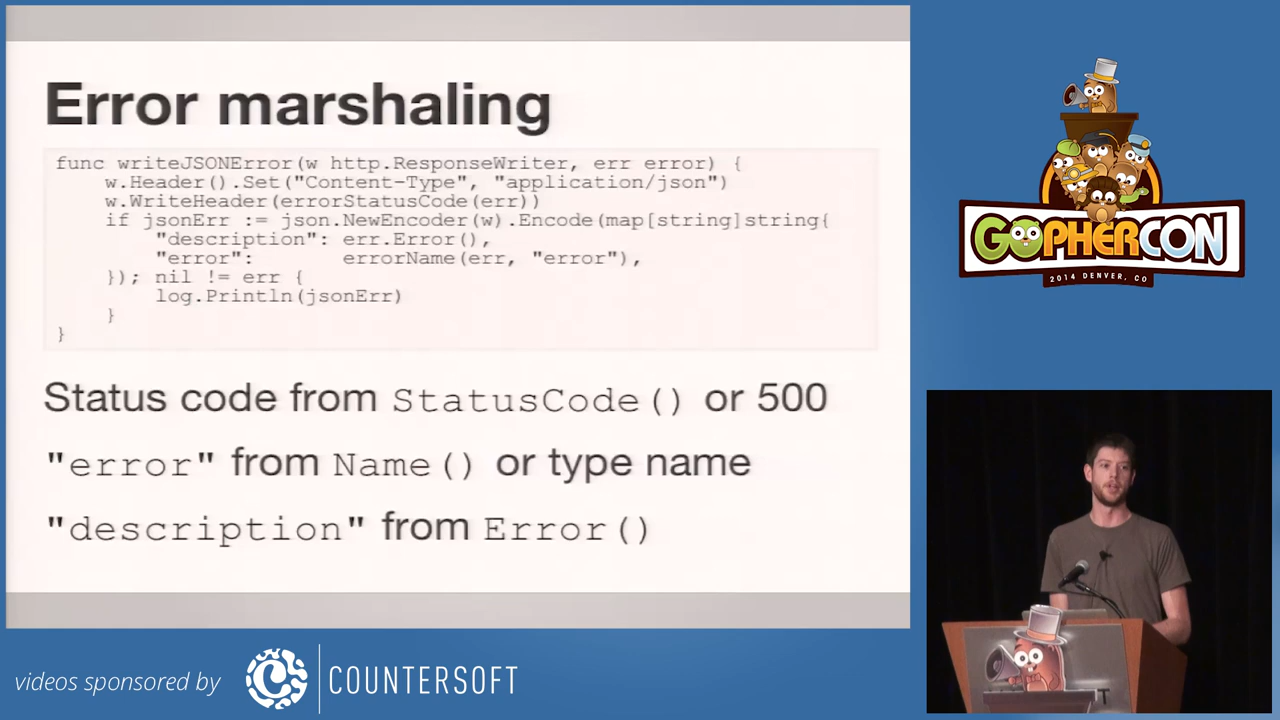 Error marshaling
func writeJSONError(w http.ResponseWriter, err error) {
    w.Header().Set("Content-Type", "application/json")
    w.WriteHeader(errorStatusCode(err))
    if jsonErr := json.NewEncoder(w).Encode(map[string]string{
        "description": err.Error(),
        "error":       errorName(err, "error"),
    }); nil != err {
        log.Println(jsonErr)
    }
}
Status code from StatusCode() or 500
"error" from Name() or type name
"description" from Error()
GOPHERCON
2014 DENVER, CO
videos sponsored by
COUNTERSOFT
T